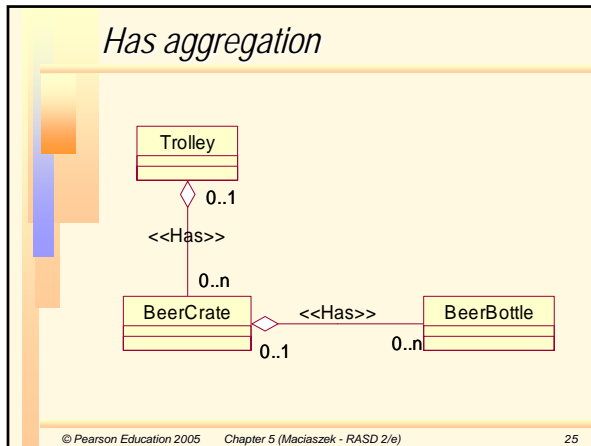 Has aggregation
Trolley
0..1
<<Has>>
0..n
BeerCrate
<<Has>>
BeerBottle
0..1
0..n
© Pearson Education 2005 Chapter 5 (Maciaszek - RASD 2/e) 25